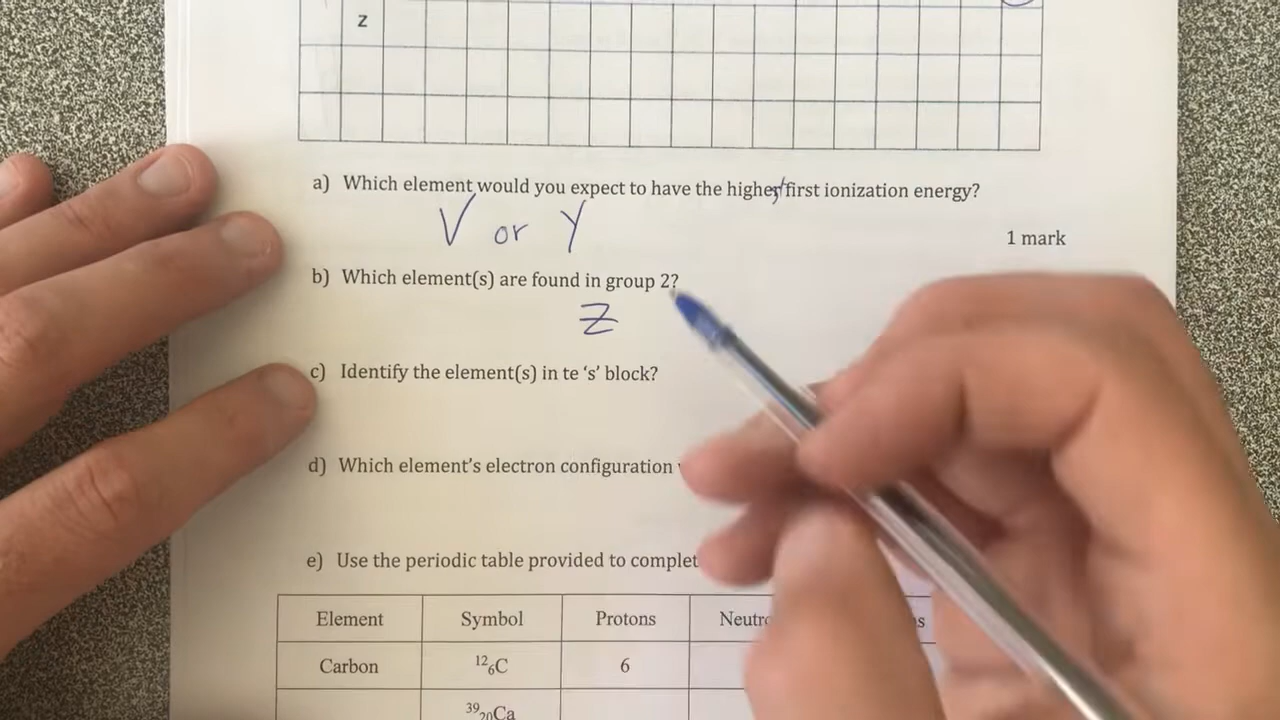 Z
a) Which element would you expect to have the higher first ionization energy?
V or Y
1 mark
b) Which element(s) are found in group 2?
Z
c) Identify the element(s) in te ‘s’ block?
d) Which element’s electron configuration
e) Use the periodic table provided to complet
Element Symbol Protons Neutro s
Carbon ¹²₆C 6
³⁹₂₀Ca